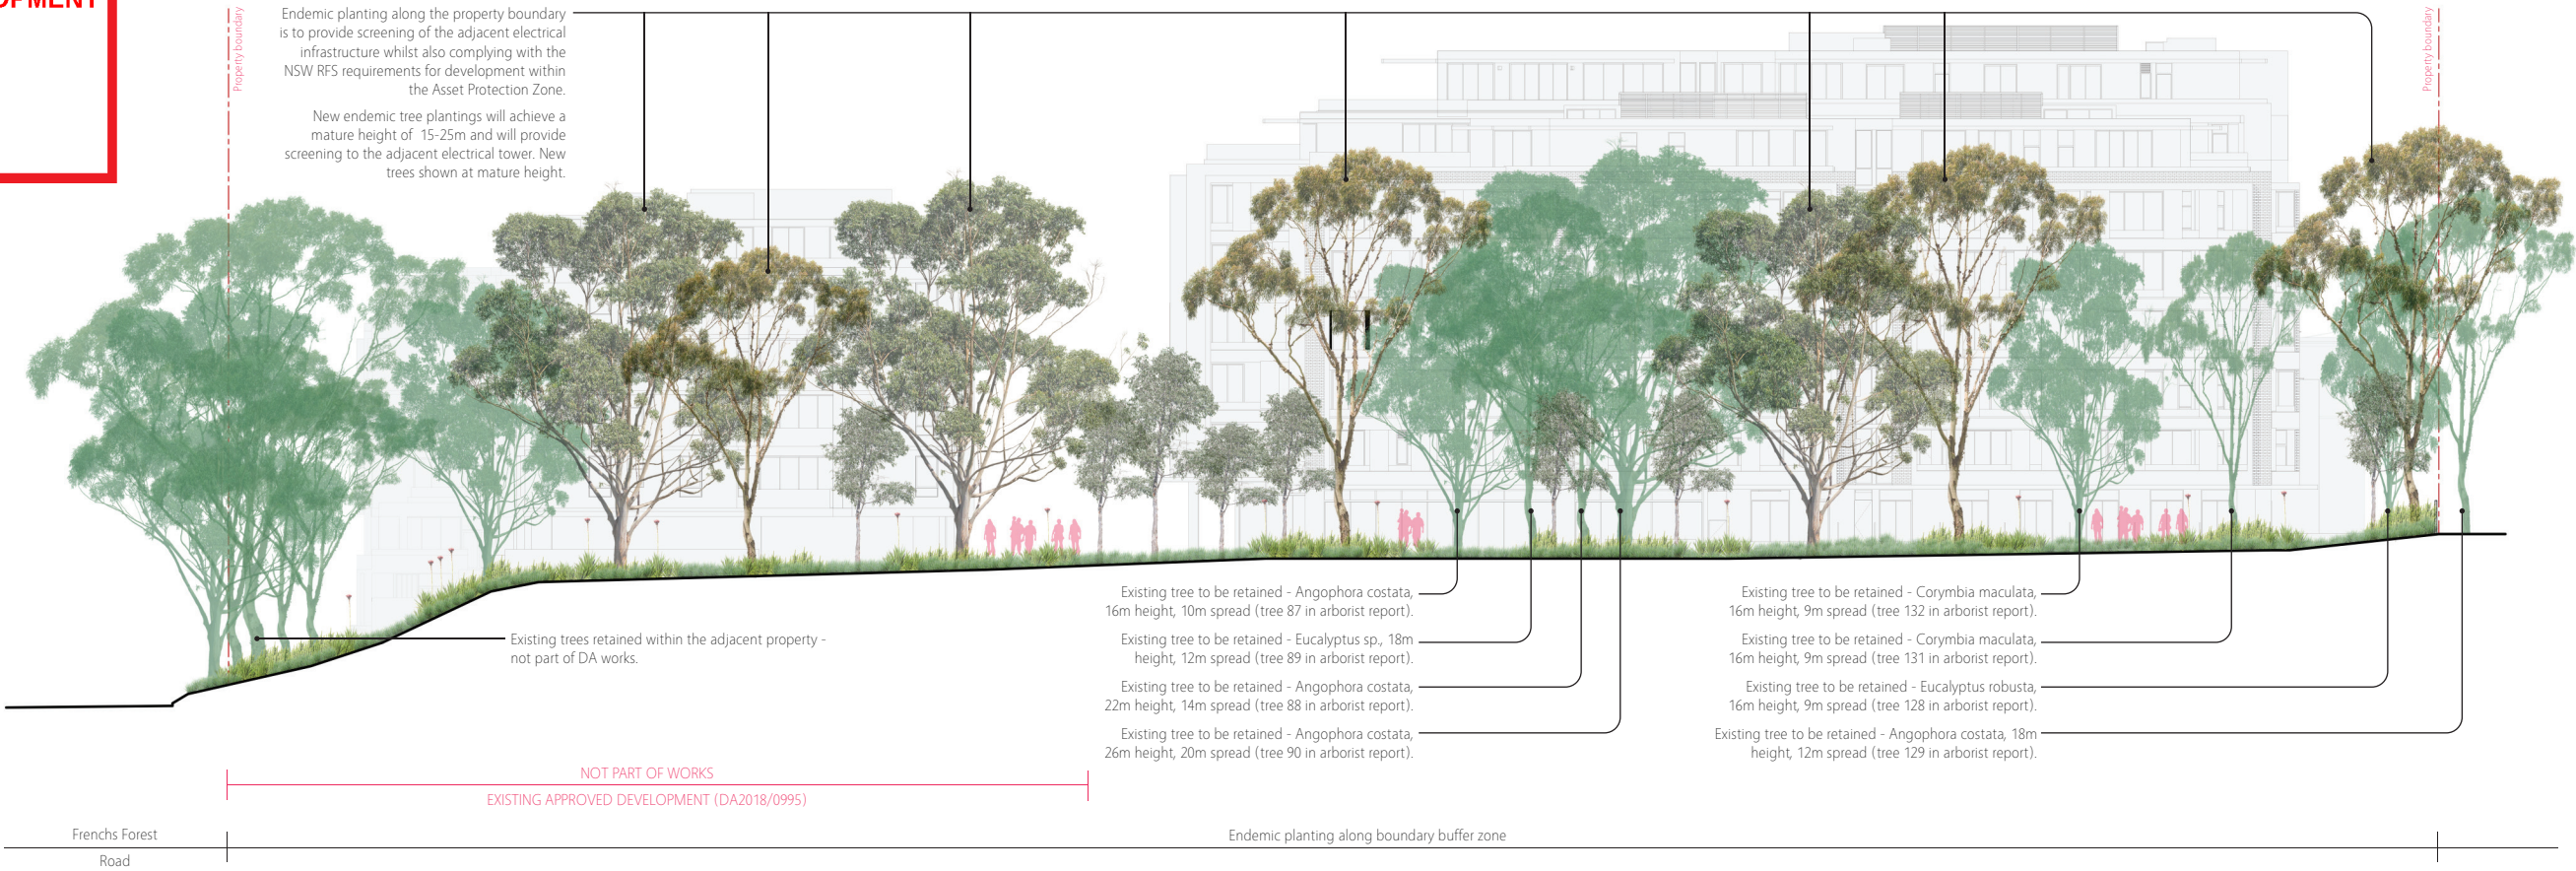 OPMENT
Property boundary
Endemic planting along the property boundary
is to provide screening of the adjacent electrical
infrastructure whilst also complying with the
NSW RFS requirements for development within
the Asset Protection Zone.
New endemic tree plantings will achieve a
mature height of 15-25m and will provide
screening to the adjacent electrical tower. New
trees shown at mature height.
Property boundary
Existing trees retained within the adjacent property -
not part of DA works.
Existing tree to be retained - Angophora costata,
16m height, 10m spread (tree 87 in arborist report).
Existing tree to be retained - Eucalyptus sp., 18m
height, 12m spread (tree 89 in arborist report).
Existing tree to be retained - Angophora costata,
22m height, 14m spread (tree 88 in arborist report).
Existing tree to be retained - Angophora costata,
26m height, 20m spread (tree 90 in arborist report).
Existing tree to be retained - Corymbia maculata,
16m height, 9m spread (tree 132 in arborist report).
Existing tree to be retained - Corymbia maculata,
16m height, 9m spread (tree 131 in arborist report).
Existing tree to be retained - Eucalyptus robusta,
16m height, 9m spread (tree 128 in arborist report).
Existing tree to be retained - Angophora costata, 18m
height, 12m spread (tree 129 in arborist report).
NOT PART OF WORKS
EXISTING APPROVED DEVELOPMENT (DA2018/0995)
Frenchs Forest
Road
Endemic planting along boundary buffer zone